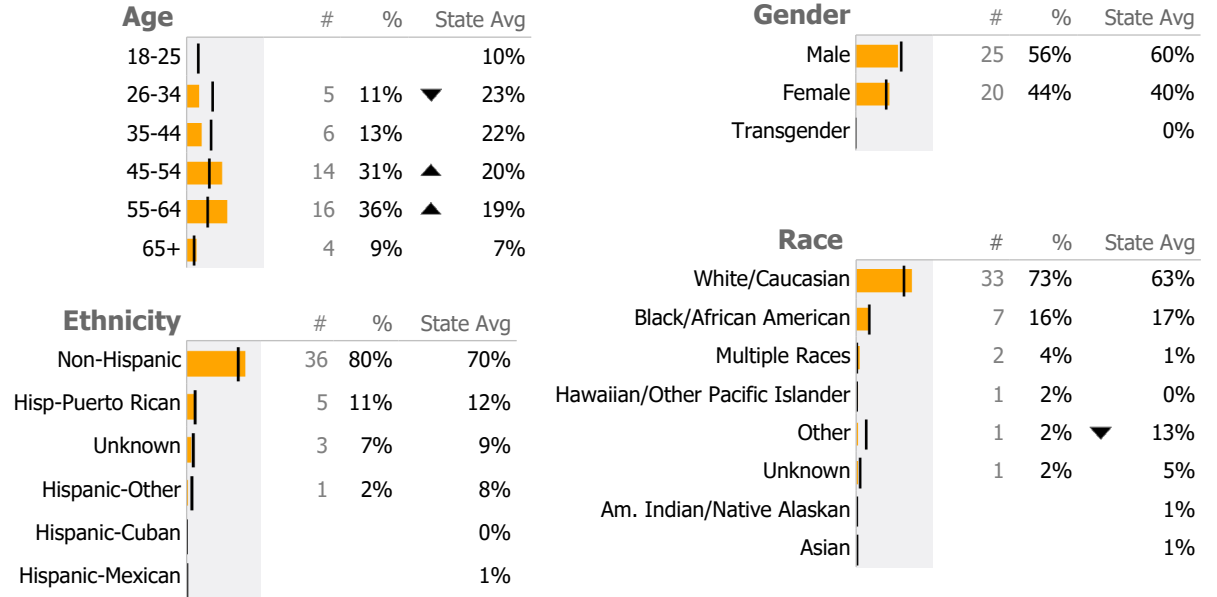 Age # % State Avg
18-25 10%
26-34 5 11% ▼ 23%
35-44 6 13% 22%
45-54 14 31% ▲ 20%
55-64 16 36% ▲ 19%
65+ 4 9% 7%
Ethnicity # % State Avg
Non-Hispanic 36 80% 70%
Hisp-Puerto Rican 5 11% 12%
Unknown 3 7% 9%
Hispanic-Other 1 2% 8%
Hispanic-Cuban 0%
Hispanic-Mexican 1%
Gender # % State Avg
Male 25 56% 60%
Female 20 44% 40%
Transgender 0%
Race # % State Avg
White/Caucasian 33 73% 63%
Black/African American 7 16% 17%
Multiple Races 2 4% 1%
Hawaiian/Other Pacific Islander 1 2% 0%
Other 1 2% ▼ 13%
Unknown 1 2% 5%
Am. Indian/Native Alaskan 1%
Asian 1%